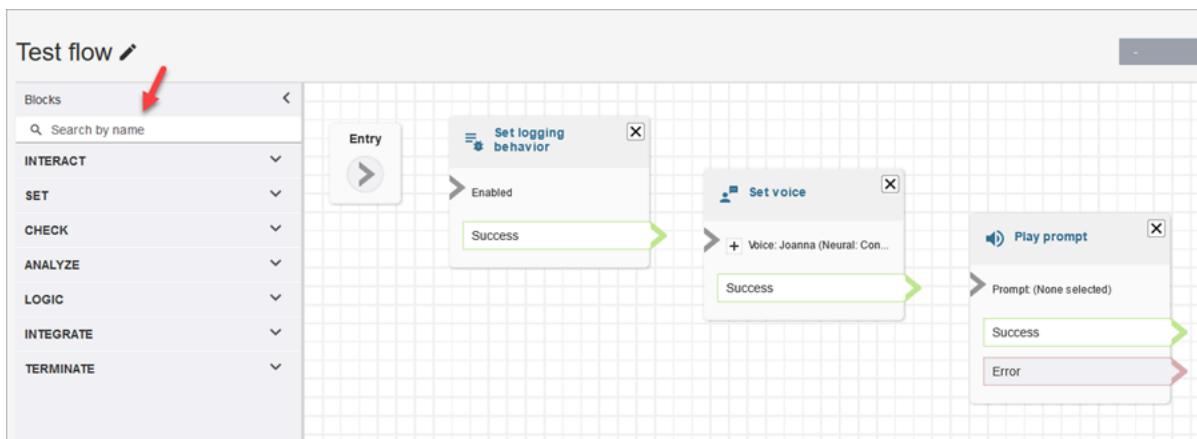 Test flow
Blocks
Search by name
INTERACT
SET
CHECK
ANALYZE
LOGIC
INTEGRATE
TERMINATE
Entry
Set logging
behavior
Enabled
Success
Set voice
Voice: Joanna (Neural: Con...
Success
Play prompt
Prompt: (None selected)
Success
Error
-